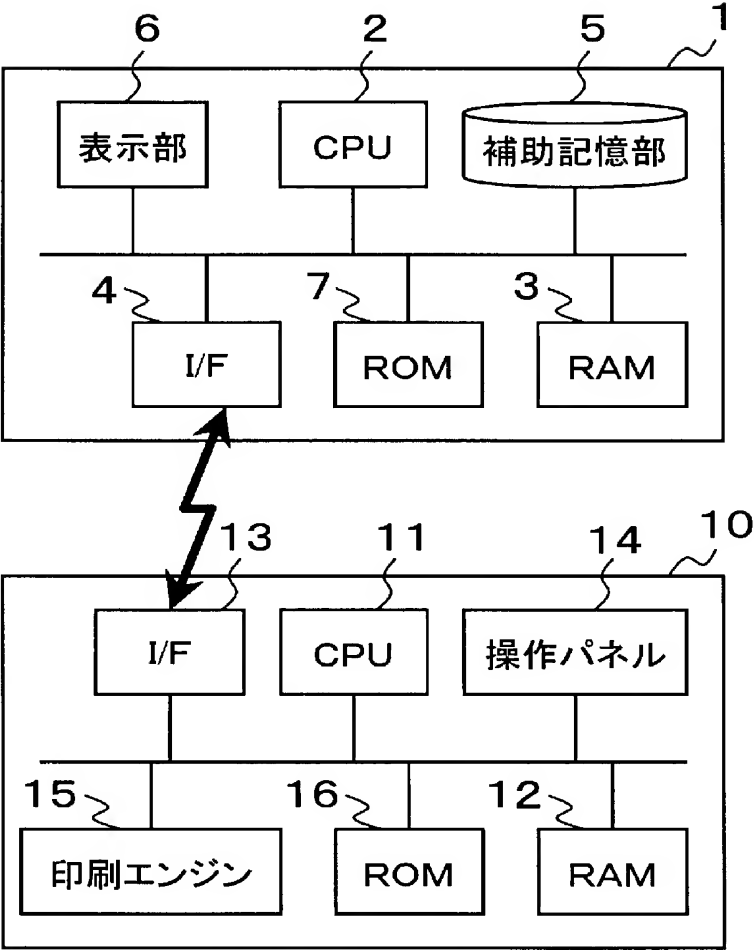 6 2 5 1
表示部 CPU 補助記憶部
4 7 3
I/F ROM RAM
13 11 14 10
I/F CPU 操作パネル
15 16 12
印刷エンジン ROM RAM